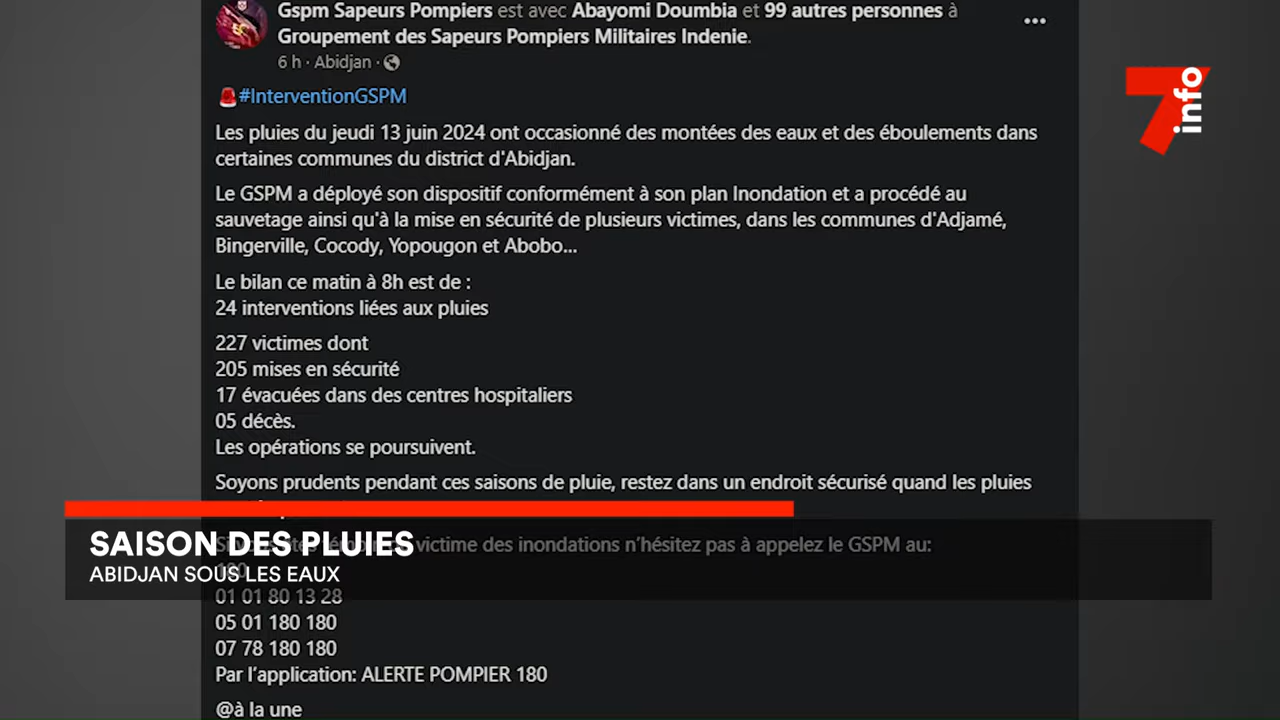 Gspm Sapeurs Pompiers est avec Abayomi Doumbia et 99 autres personnes à
Groupement des Sapeurs Pompiers Militaires Indenie.
6 h · Abidjan ·
#InterventionGSPM
Les pluies du jeudi 13 juin 2024 ont occasionné des montées des eaux et des éboulements dans
certaines communes du district d'Abidjan.
Le GSPM a déployé son dispositif conformément à son plan Inondation et a procédé au
sauvetage ainsi qu'à la mise en sécurité de plusieurs victimes, dans les communes d'Adjamé,
Bingerville, Cocody, Yopougon et Abobo...
Le bilan ce matin à 8h est de :
24 interventions liées aux pluies
227 victimes dont
205 mises en sécurité
17 évacuées dans des centres hospitaliers
05 décès.
Les opérations se poursuivent.
Soyons prudents pendant ces saisons de pluie, restez dans un endroit sécurisé quand les pluies
victime des inondations n'hésitez pas à appelez le GSPM au:
180
01 01 80 13 28
05 01 180 180
07 78 180 180
Par l'application: ALERTE POMPIER 180
@à la une
SAISON DES PLUIES
ABIDJAN SOUS LES EAUX
7
info